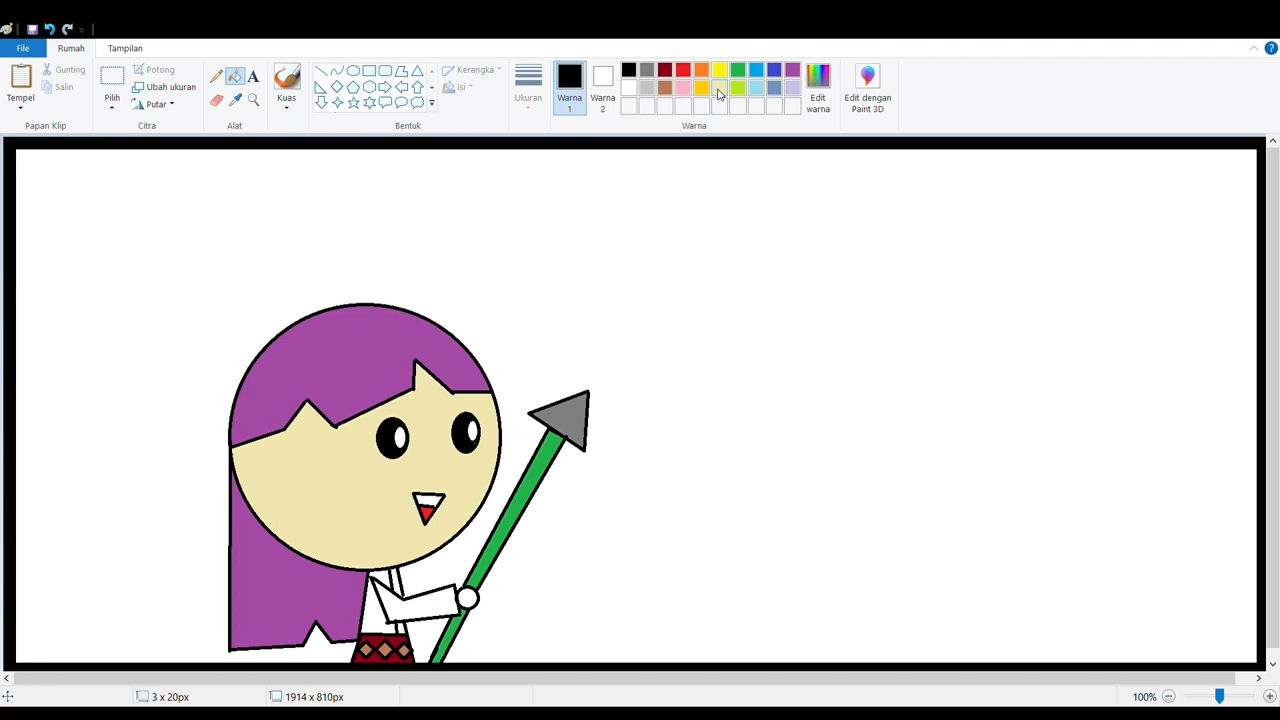 File Rumah Tampilan
Tempel
Gunting
Salin
Papan Klip
Pilih
Potong
Ubah ukuran
Putar
Citra
A
Alat
Kuas
Kerangka
Isi
Bentuk
Ukuran
Warna
1
Warna
2
Edit
warna
Warna
Edit dengan
Paint 3D
?
3 x 20px
1914 x 810px
100%